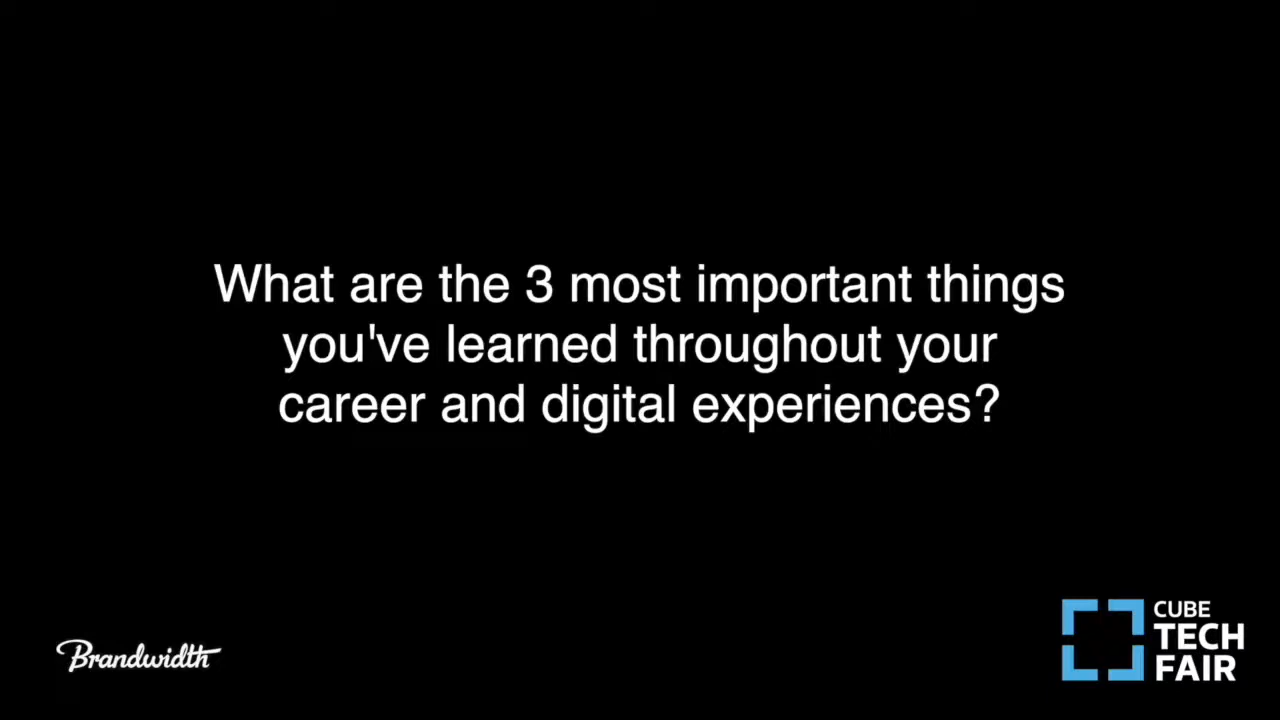 What are the 3 most important things
you've learned throughout your
career and digital experiences?
Brandwidth
CUBE
TECH
FAIR